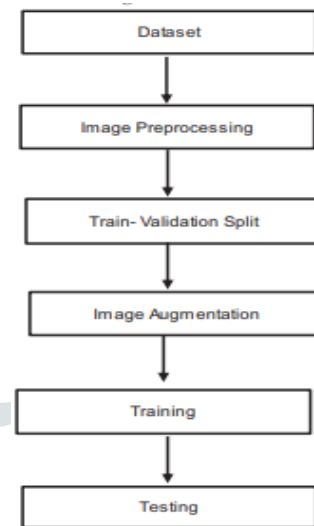 Dataset
Image Preprocessing
Train- Validation Split
Image Augmentation
Training
Testing